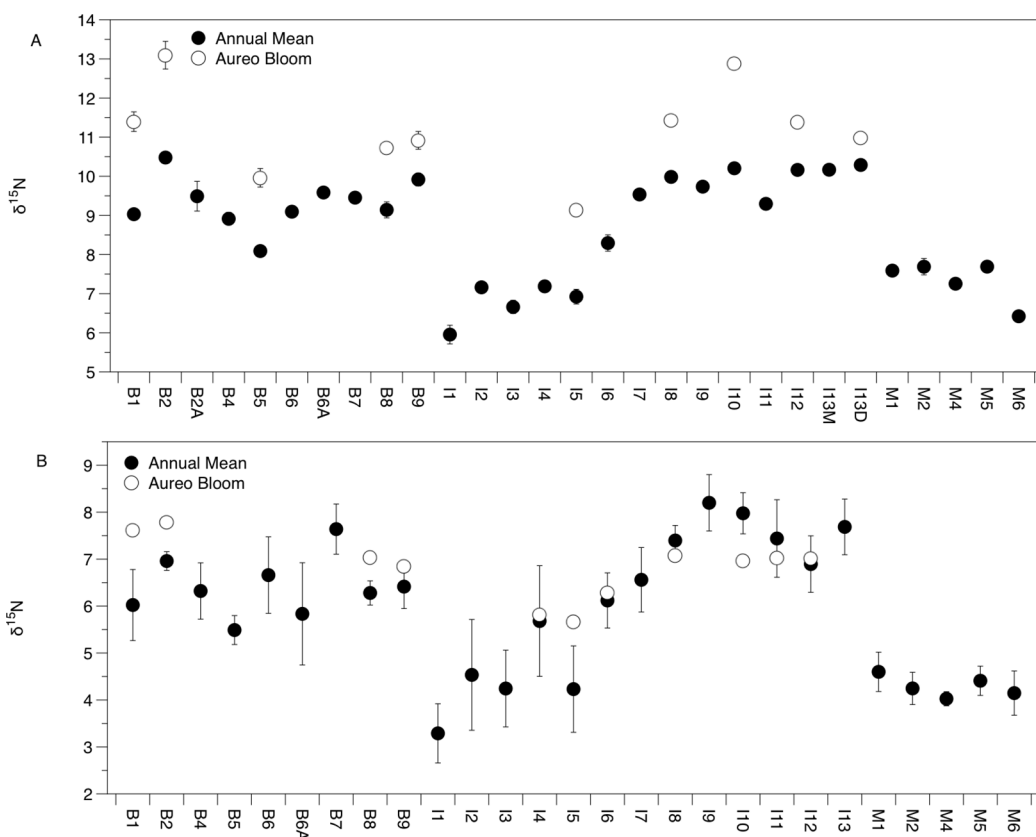 A
Annual Mean
Aureo Bloom
14
13
12
11
10
9
8
7
6
5
δ15N
B1 B2 B2A B4 B5 B6 B6A B7 B8 B9 I1 I2 I3 I4 I5 I6 I7 I8 I9 I10 I11 I12 I13M I13D M1 M2 M4 M5 M6
B
Annual Mean
Aureo Bloom
9
8
7
6
5
4
3
2
δ15N
B1 B2 B4 B5 B6 B6A B7 B8 B9 I1 I2 I3 I4 I5 I6 I7 I8 I9 I10 I11 I12 I13 M1 M2 M4 M5 M6